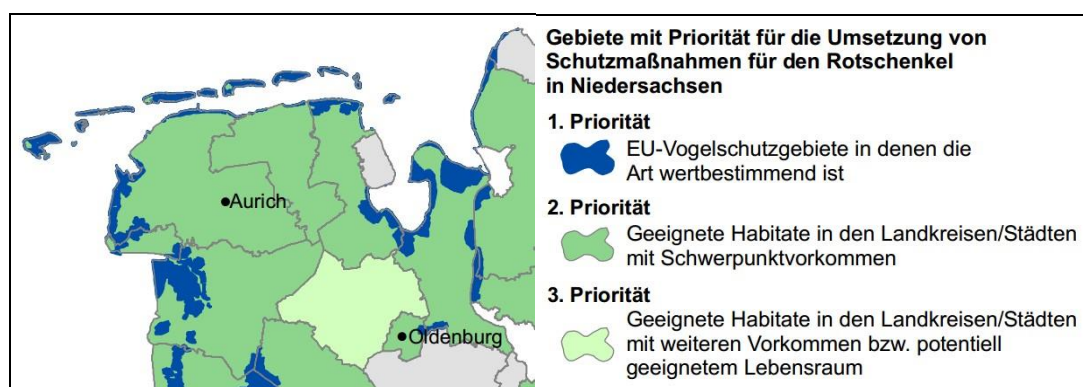 Aurich
Oldenburg
Gebiete mit Priorität für die Umsetzung von
Schutzmaßnahmen für den Rotschenkel
in Niedersachsen
1. Priorität
EU-Vogelschutzgebiete in denen die
Art wertbestimmend ist
2. Priorität
Geeignete Habitate in den Landkreisen/Städten
mit Schwerpunktvorkommen
3. Priorität
Geeignete Habitate in den Landkreisen/Städten
mit weiteren Vorkommen bzw. potentiell
geeignetem Lebensraum